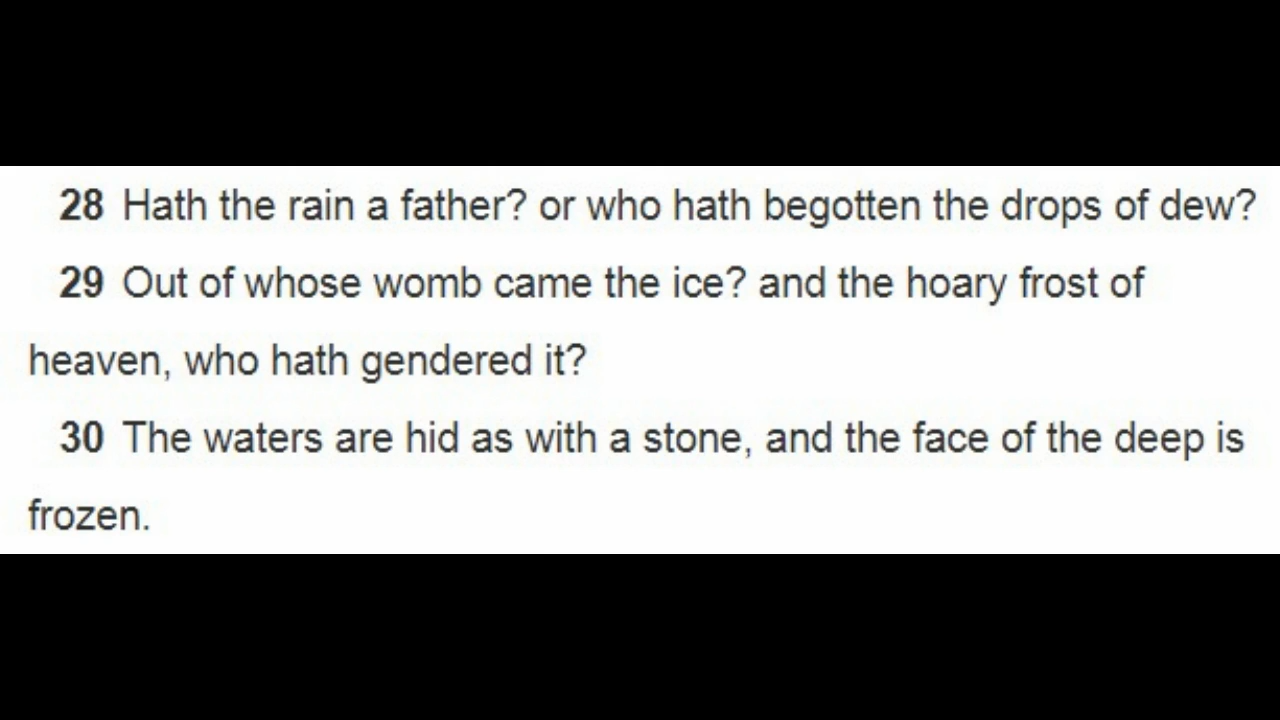 28 Hath the rain a father? or who hath begotten the drops of dew?
29 Out of whose womb came the ice? and the hoary frost of
heaven, who hath gendered it?
30 The waters are hid as with a stone, and the face of the deep is
frozen.